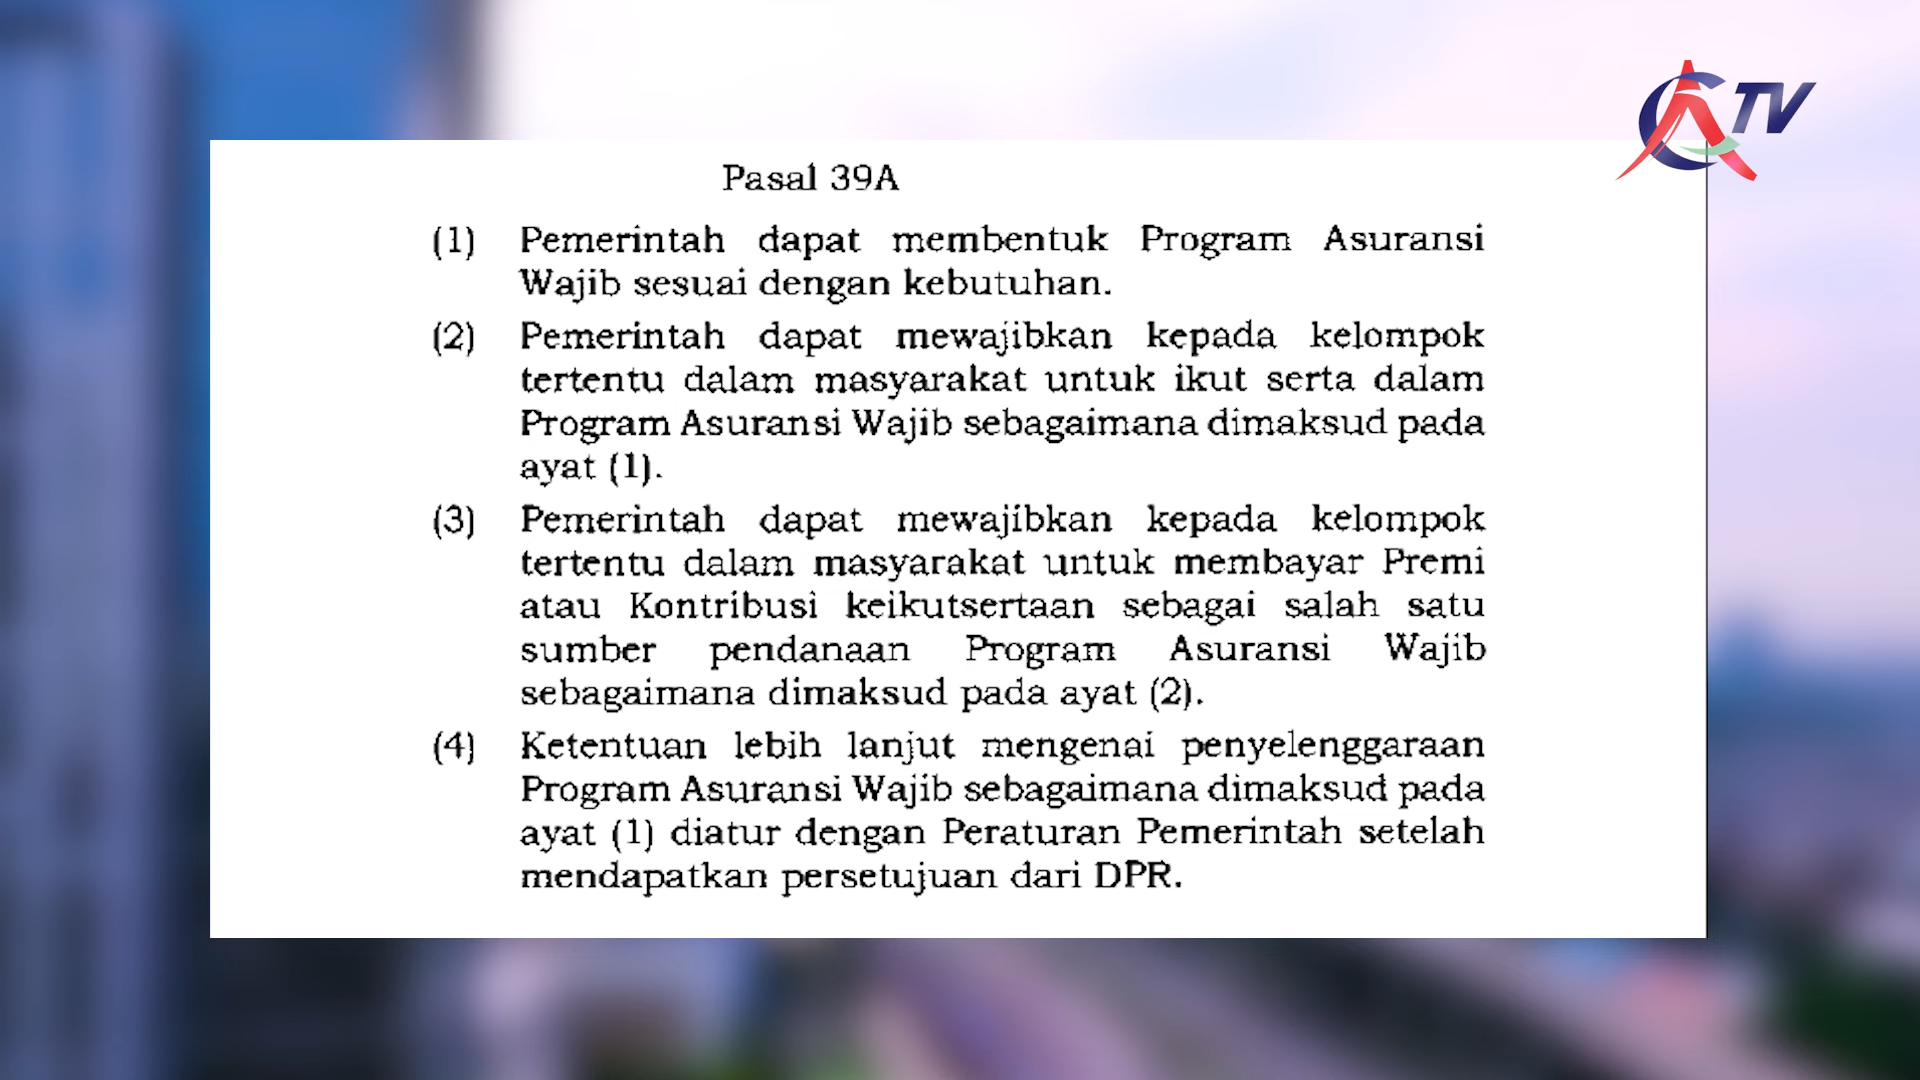 TV
Pasal 39A
(1) Pemerintah dapat membentuk Program Asuransi
Wajib sesuai dengan kebutuhan.
(2) Pemerintah dapat mewajibkan kepada kelompok
tertentu dalam masyarakat untuk ikut serta dalam
Program Asuransi Wajib sebagaimana dimaksud pada
ayat (1).
(3) Pemerintah dapat mewajibkan kepada kelompok
tertentu dalam masyarakat untuk membayar Premi
atau Kontribusi keikutsertaan sebagai salah satu
sumber pendanaan Program Asuransi Wajib
sebagaimana dimaksud pada ayat (2).
(4) Ketentuan lebih lanjut mengenai penyelenggaraan
Program Asuransi Wajib sebagaimana dimaksud pada
ayat (1) diatur dengan Peraturan Pemerintah setelah
mendapatkan persetujuan dari DPR.